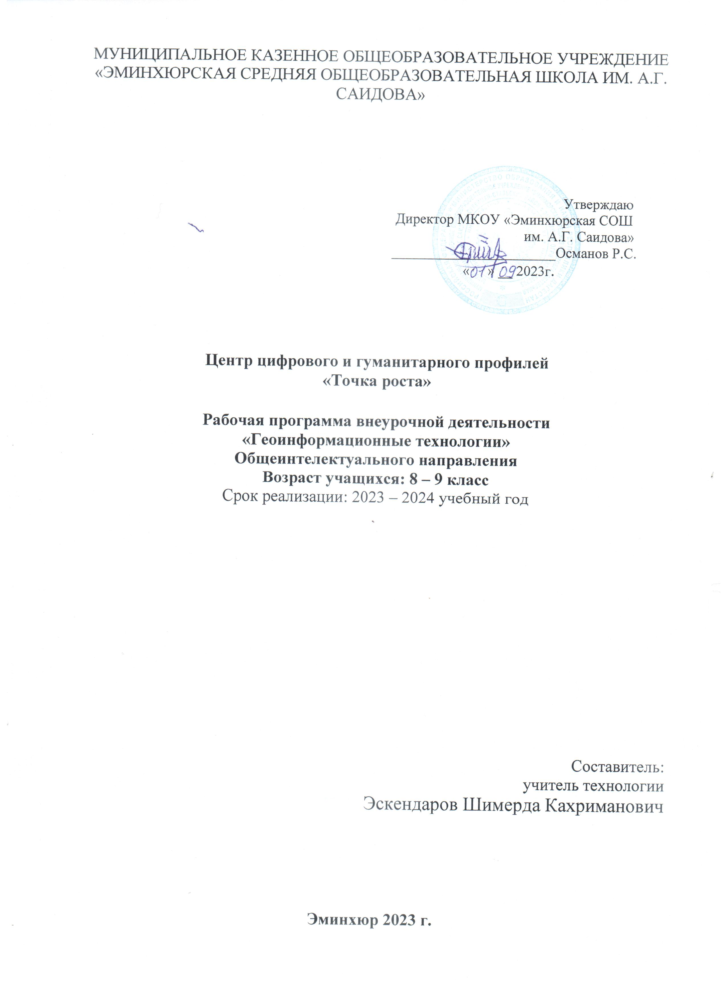 МУНИЦИПАЛЬНОЕ КАЗЕННОЕ ОБЩЕОБРАЗОВАТЕЛЬНОЕ УЧРЕЖДЕНИЕ
«ЭМИНХЮРСКАЯ СРЕДНЯЯ ОБЩЕОБРАЗОВАТЕЛЬНАЯ ШКОЛА ИМ. А.Г.
САИДОВА»
Утверждаю
Директор МКОУ «Эминхюрская СОШ
им. А.Г. Саидова»
Османов Р.С.
«01» 09 2023г.
Центр цифрового и гуманитарного профилей
«Точка роста»
Рабочая программа внеурочной деятельности
«Геоинформационные технологии»
Общеинтелектуального направления
Возраст учащихся: 8 – 9 класс
Срок реализации: 2023 – 2024 учебный год
Составитель:
учитель технологии
Эскендаров Шимерда Кахриманович
Эминхюр 2023 г.